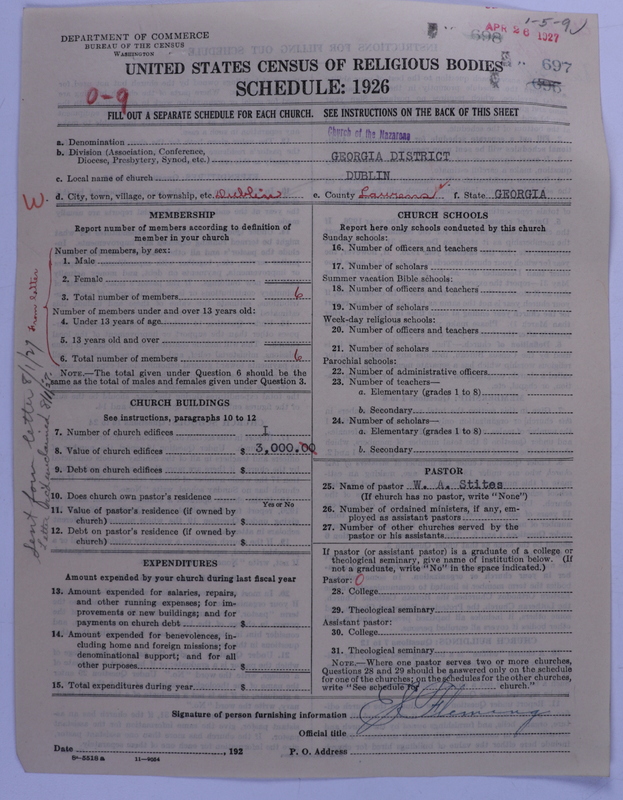 DEPARTMENT OF COMMERCE
BUREAU OF THE CENSUS
WASHINGTON
1-5-9
698
APR 26 1927
697
UNITED STATES CENSUS OF RELIGIOUS BODIES
SCHEDULE: 1926
0-9
FILL OUT A SEPARATE SCHEDULE FOR EACH CHURCH. SEE INSTRUCTIONS ON THE BACK OF THIS SHEET
a. Denomination Church of the Nazarene
b. Division (Association, Conference, Diocese, Presbytery, Synod, etc.) GEORGIA DISTRICT
c. Local name of church DUBLIN
W. d. City, town, village, or township, etc. Dublin e. County Laurens f. State GEORGIA
MEMBERSHIP
Report number of members according to definition of
member in your church
Number of members, by sex:
1. Male
2. Female
3. Total number of members 6
Number of members under and over 13 years old:
4. Under 13 years of age
5. 13 years old and over
6. Total number of members 6
NOTE.—The total given under Question 6 should be the
same as the total of males and females given under Question 3.
from letter
Sent form letter 8/1/27
CHURCH BUILDINGS
See instructions, paragraphs 10 to 12
7. Number of church edifices 1
8. Value of church edifices $ 3,000.00
9. Debt on church edifices $
10. Does church own pastor's residence
Yes or No
11. Value of pastor's residence (if owned by
church) $
12. Debt on pastor's residence (if owned by
church) $
EXPENDITURES
Amount expended by your church during last fiscal year
13. Amount expended for salaries, repairs,
and other running expenses; for im-
provements or new buildings; and for
payments on church debt $
14. Amount expended for benevolences, in-
cluding home and foreign missions; for
denominational support; and for all
other purposes $
15. Total expenditures during year $
CHURCH SCHOOLS
Report here only schools conducted by this church
Sunday schools:
16. Number of officers and teachers
17. Number of scholars
Summer vacation Bible schools:
18. Number of officers and teachers
19. Number of scholars
Week-day religious schools:
20. Number of officers and teachers
21. Number of scholars
Parochial schools:
22. Number of administrative officers
23. Number of teachers—
a. Elementary (grades 1 to 8)
b. Secondary
24. Number of scholars—
a. Elementary (grades 1 to 8)
b. Secondary
PASTOR
25. Name of pastor W. A. Stites
(If church has no pastor, write "None")
26. Number of ordained ministers, if any, em-
ployed as assistant pastors
27. Number of other churches served by the
pastor or his assistants
If pastor (or assistant pastor) is a graduate of a college or
theological seminary, give name of institution below. (If
not a graduate, write "No" in the space indicated.)
Pastor: 0
28. College
29. Theological seminary
Assistant pastor:
30. College
31. Theological seminary
NOTE.—Where one pastor serves two or more churches,
Questions 28 and 29 should be answered only on the schedule
for one of the churches; on the schedules for the other churches,
write "See schedule for church."
Signature of person furnishing information Fleming
Official title
Date , 192 P. O. Address
9-5518 a 11-9064